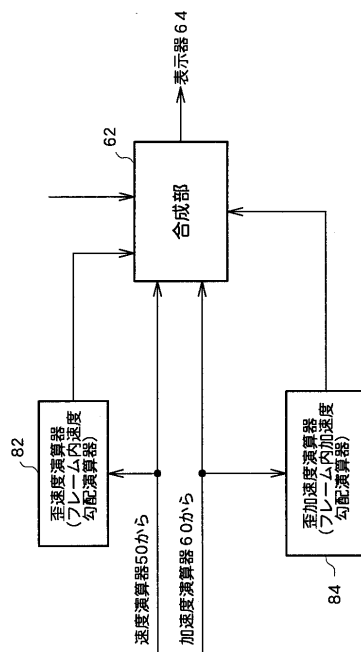 82
歪速度演算器
(フレーム内速度
勾配演算器)
速度演算器50から
加速度演算器60から
歪加速度演算器
(フレーム内加速度
勾配演算器)
84
62
合成部
表示器64